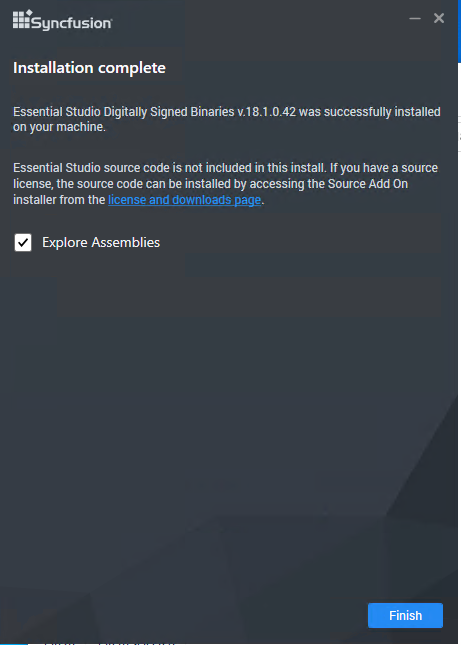 Syncfusion
Installation complete
Essential Studio Digitally Signed Binaries v.18.1.0.42 was successfully installed
on your machine.
Essential Studio source code is not included in this install. If you have a source
license, the source code can be installed by accessing the Source Add On
installer from the license and downloads page.
Explore Assemblies
Finish